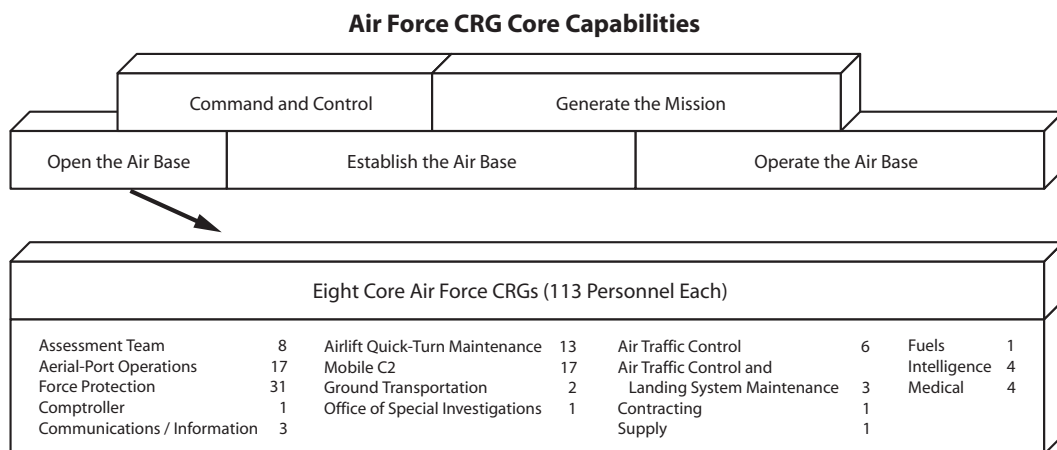 Air Force CRG Core Capabilities
Command and Control
Generate the Mission
Open the Air Base
Establish the Air Base
Operate the Air Base
Eight Core Air Force CRGs (113 Personnel Each)
Assessment Team 8
Aerial-Port Operations 17
Force Protection 31
Comptroller 1
Communications / Information 3
Airlift Quick-Turn Maintenance 13
Mobile C2 17
Ground Transportation 2
Office of Special Investigations 1
Air Traffic Control 6
Air Traffic Control and
Landing System Maintenance 3
Contracting 1
Supply 1
Fuels 1
Intelligence 4
Medical 4